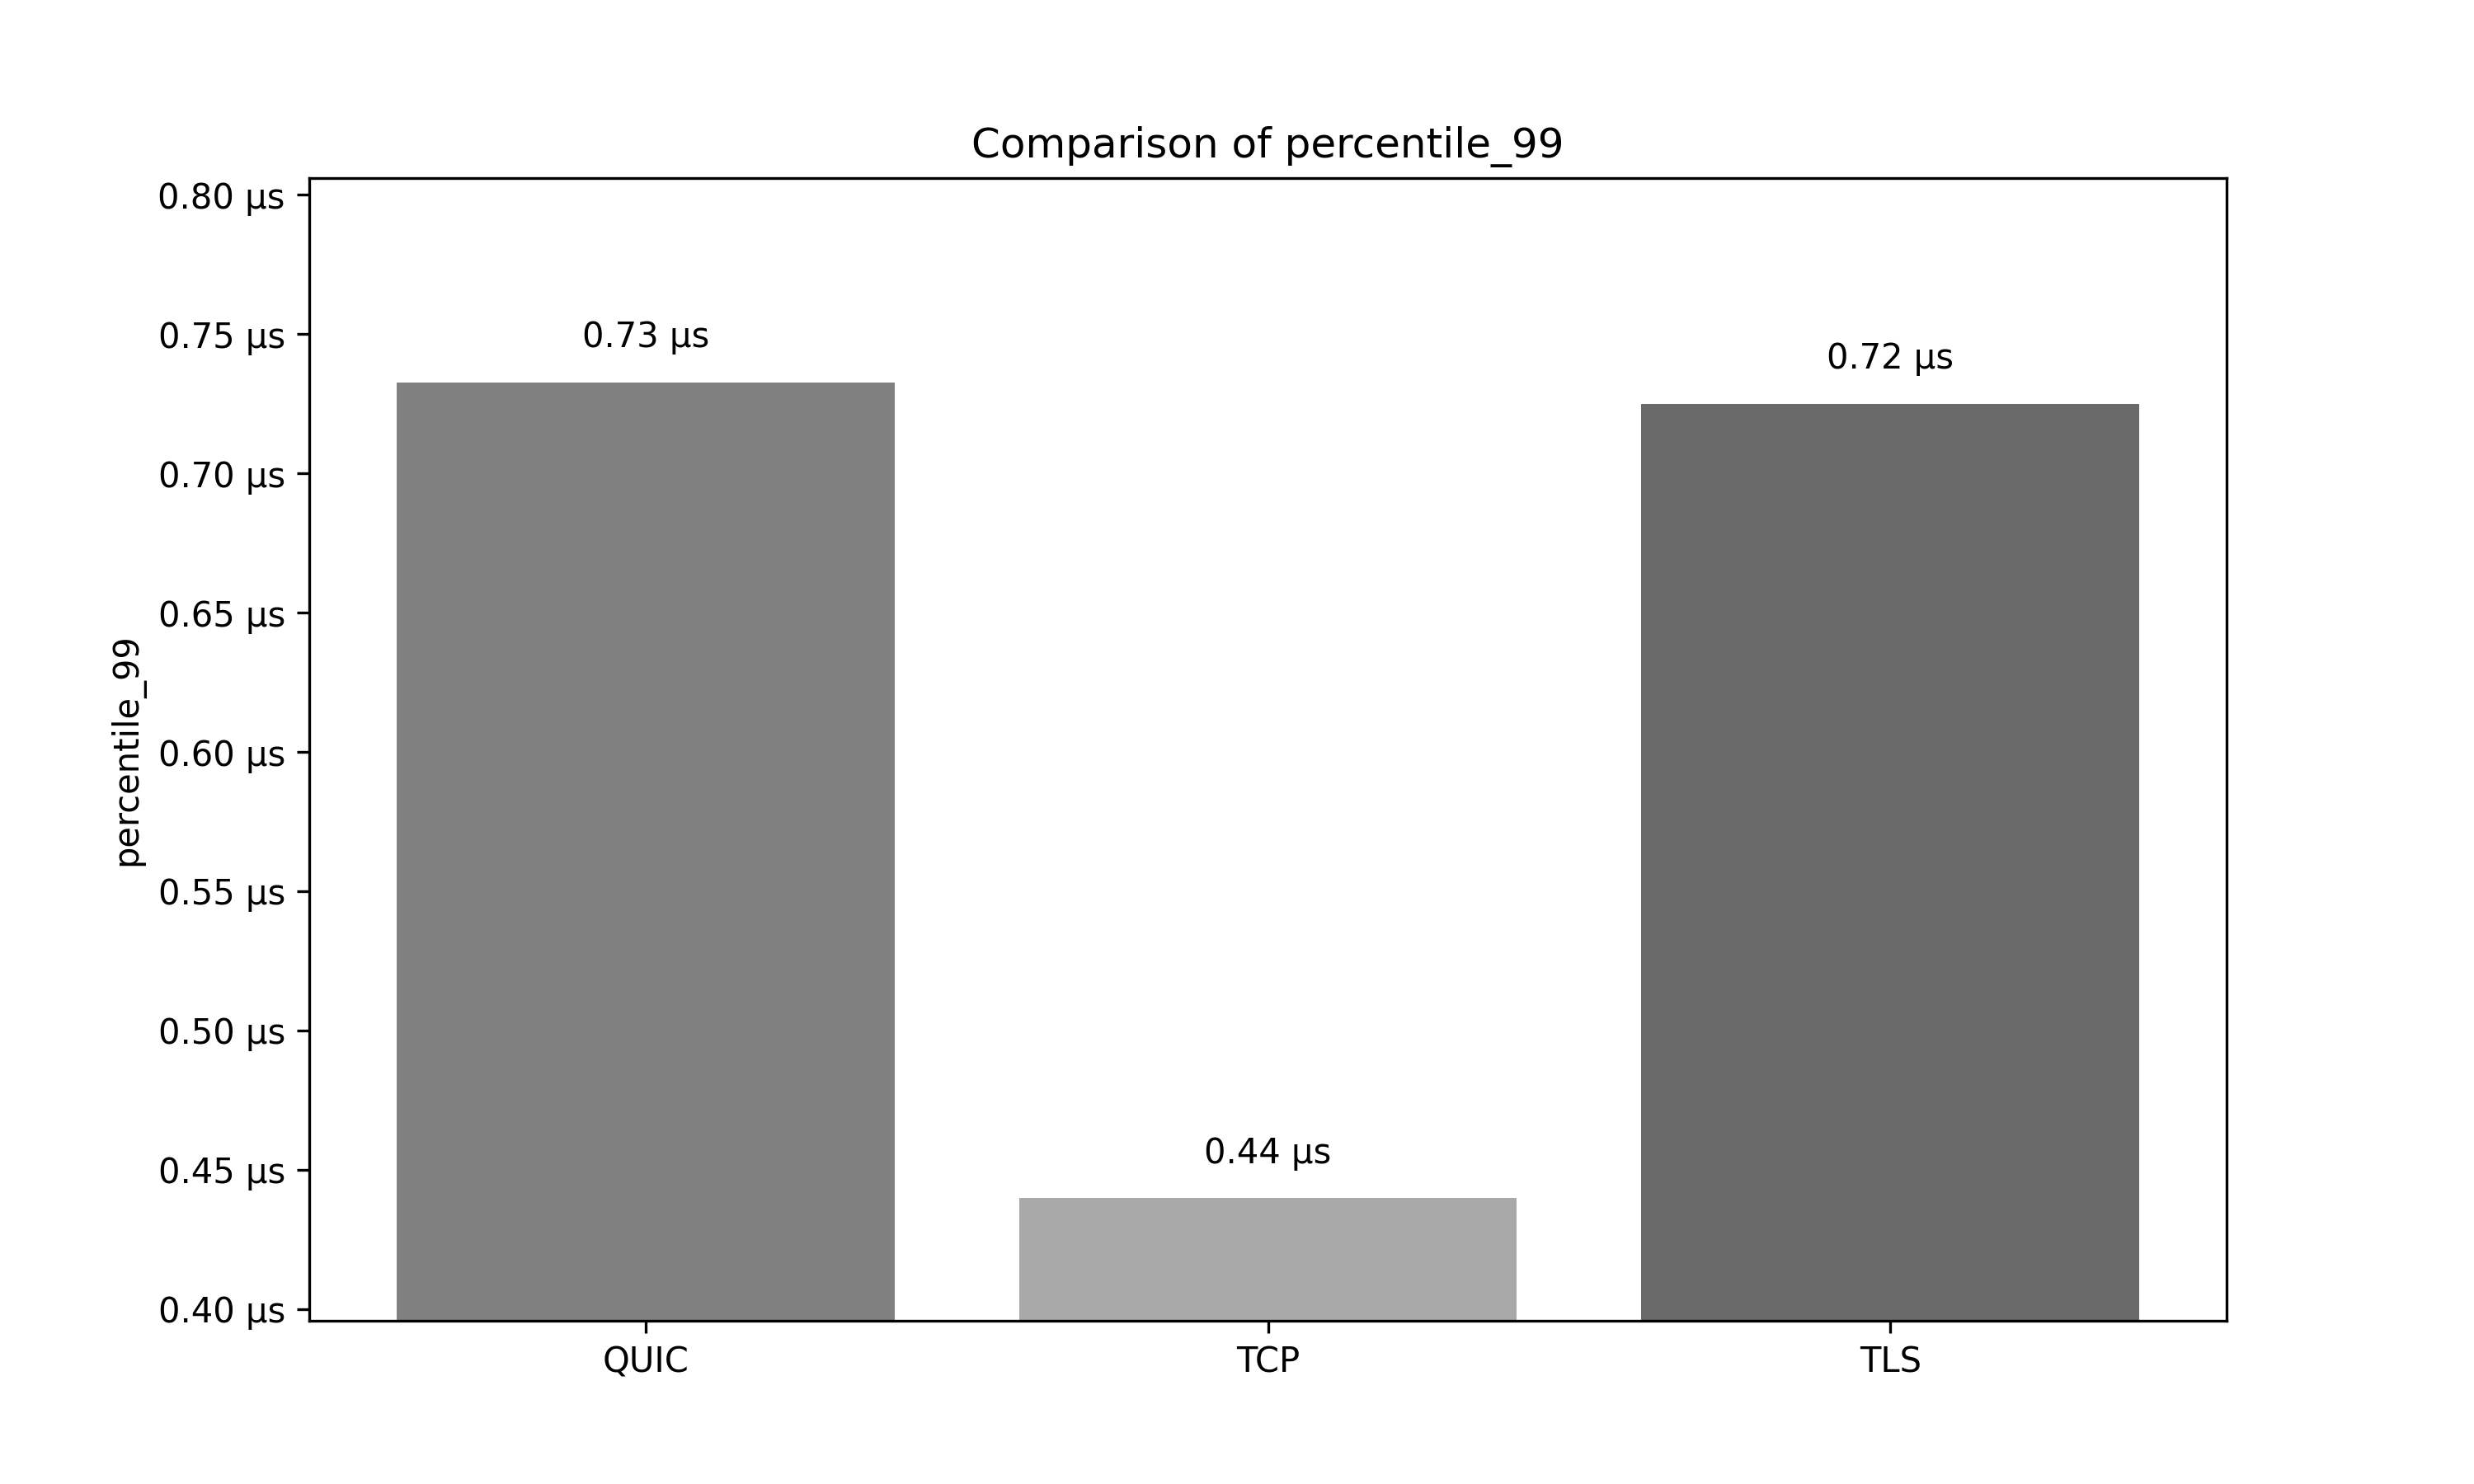 Comparison of percentile_99
percentile_99
0.80 µs
0.75 µs
0.70 µs
0.65 µs
0.60 µs
0.55 µs
0.50 µs
0.45 µs
0.40 µs
0.73 µs
0.44 µs
0.72 µs
QUIC
TCP
TLS